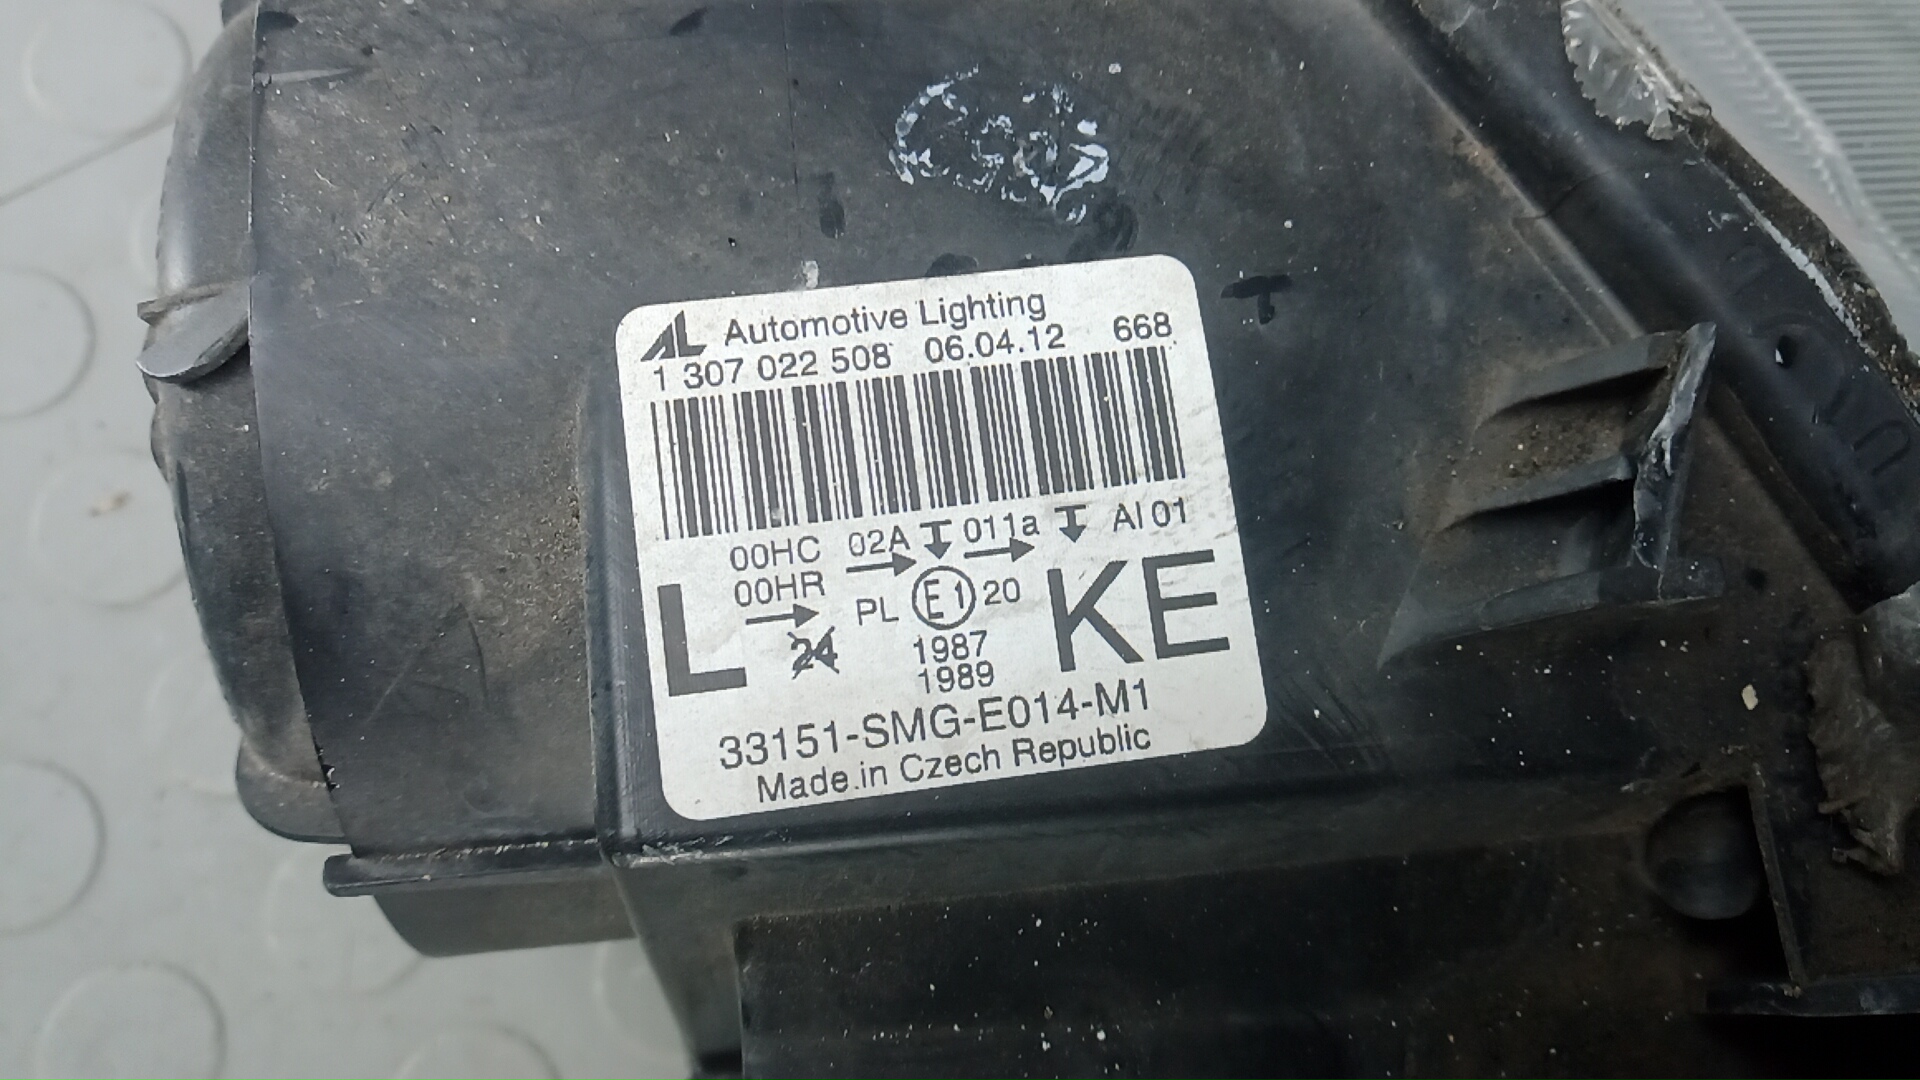 AL Automotive Lighting
1 307 022 508 06.04.12 668
00HC 02A 011a AI 01
00HR
PL E1 20
L KE
24
1987
1989
33151-SMG-E014-M1
Made.in Czech Republic